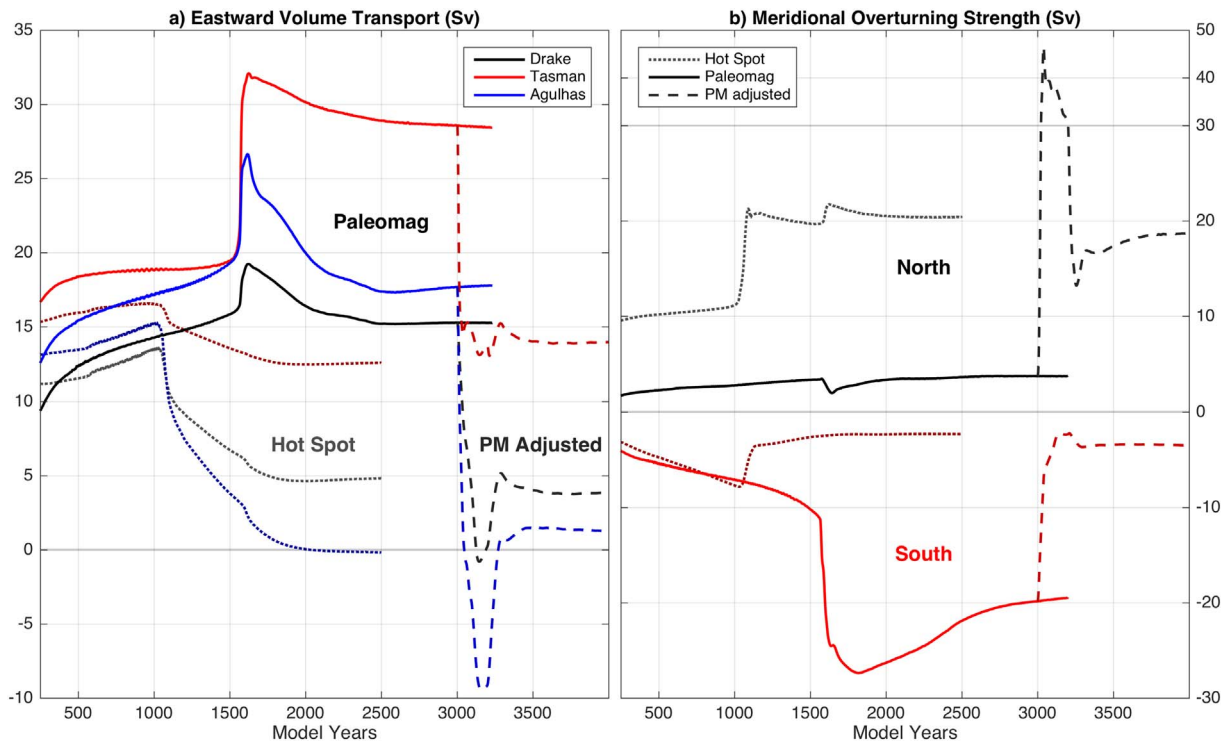 a) Eastward Volume Transport (Sv)
35
30
25
20
15
10
5
0
-5
-10
Drake
Tasman
Agulhas
Paleomag
Hot Spot
PM Adjusted
500 1000 1500 2000 2500 3000 3500
Model Years
b) Meridional Overturning Strength (Sv)
50
40
30
20
10
0
-10
-20
-30
Hot Spot
Paleomag
PM adjusted
North
South
500 1000 1500 2000 2500 3000 3500
Model Years